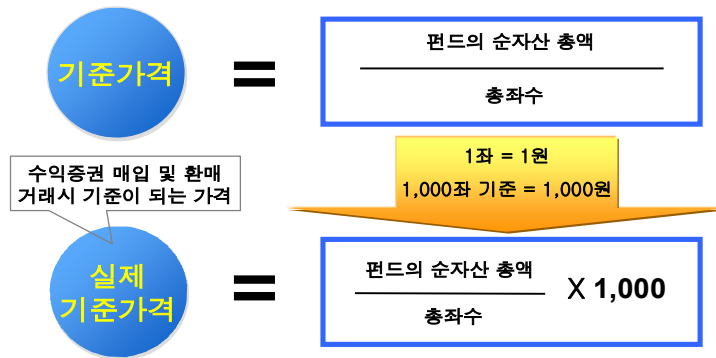 기준가격
=
펀드의 순자산 총액
총좌수
1좌 = 1원
1,000좌 기준 = 1,000원
수익증권 매입 및 환매
거래시 기준이 되는 가격
실제
기준가격
=
펀드의 순자산 총액
총좌수
X 1,000